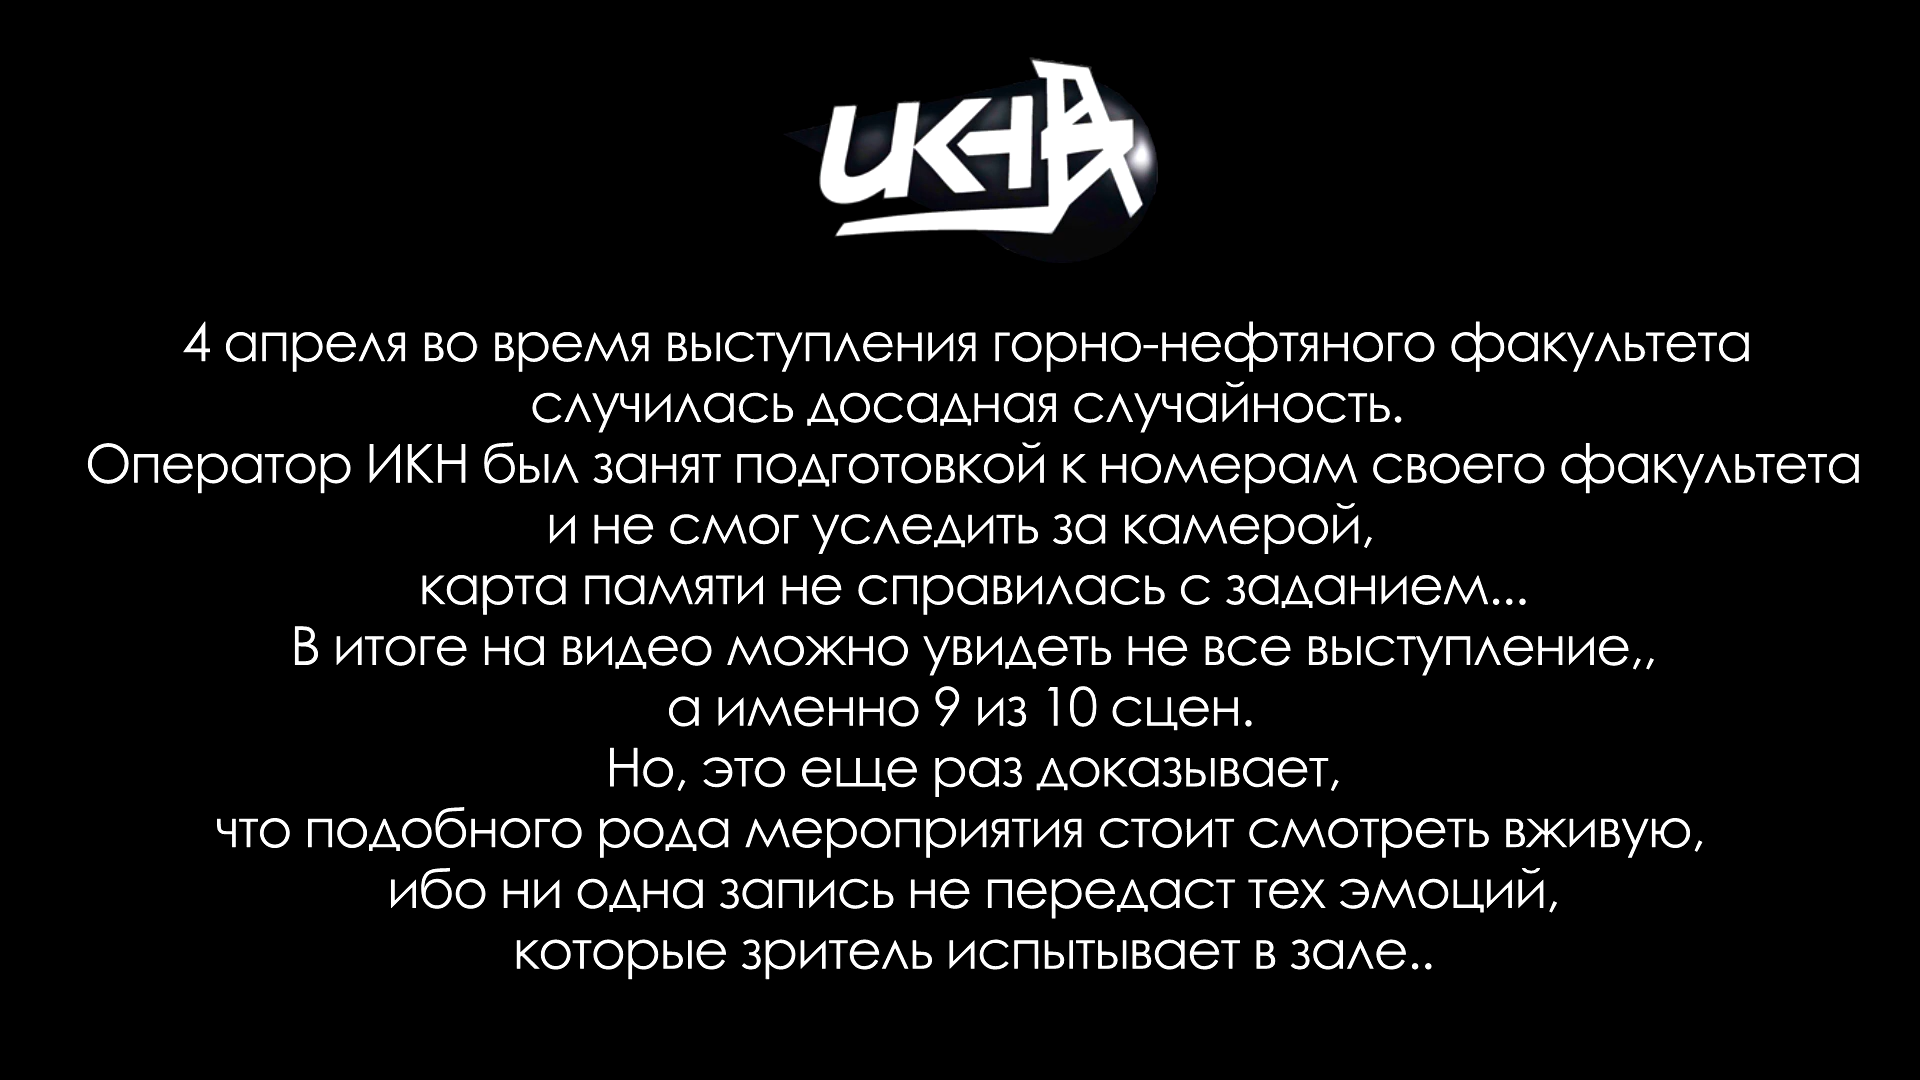 ИКН
4 апреля во время выступления горно-нефтяного факультета
случилась досадная случайность.
Оператор ИКН был занят подготовкой к номерам своего факультета
и не смог уследить за камерой,
карта памяти не справилась с заданием...
В итоге на видео можно увидеть не все выступление,,
а именно 9 из 10 сцен.
Но, это еще раз доказывает,
что подобного рода мероприятия стоит смотреть вживую,
ибо ни одна запись не передаст тех эмоций,
которые зритель испытывает в зале..